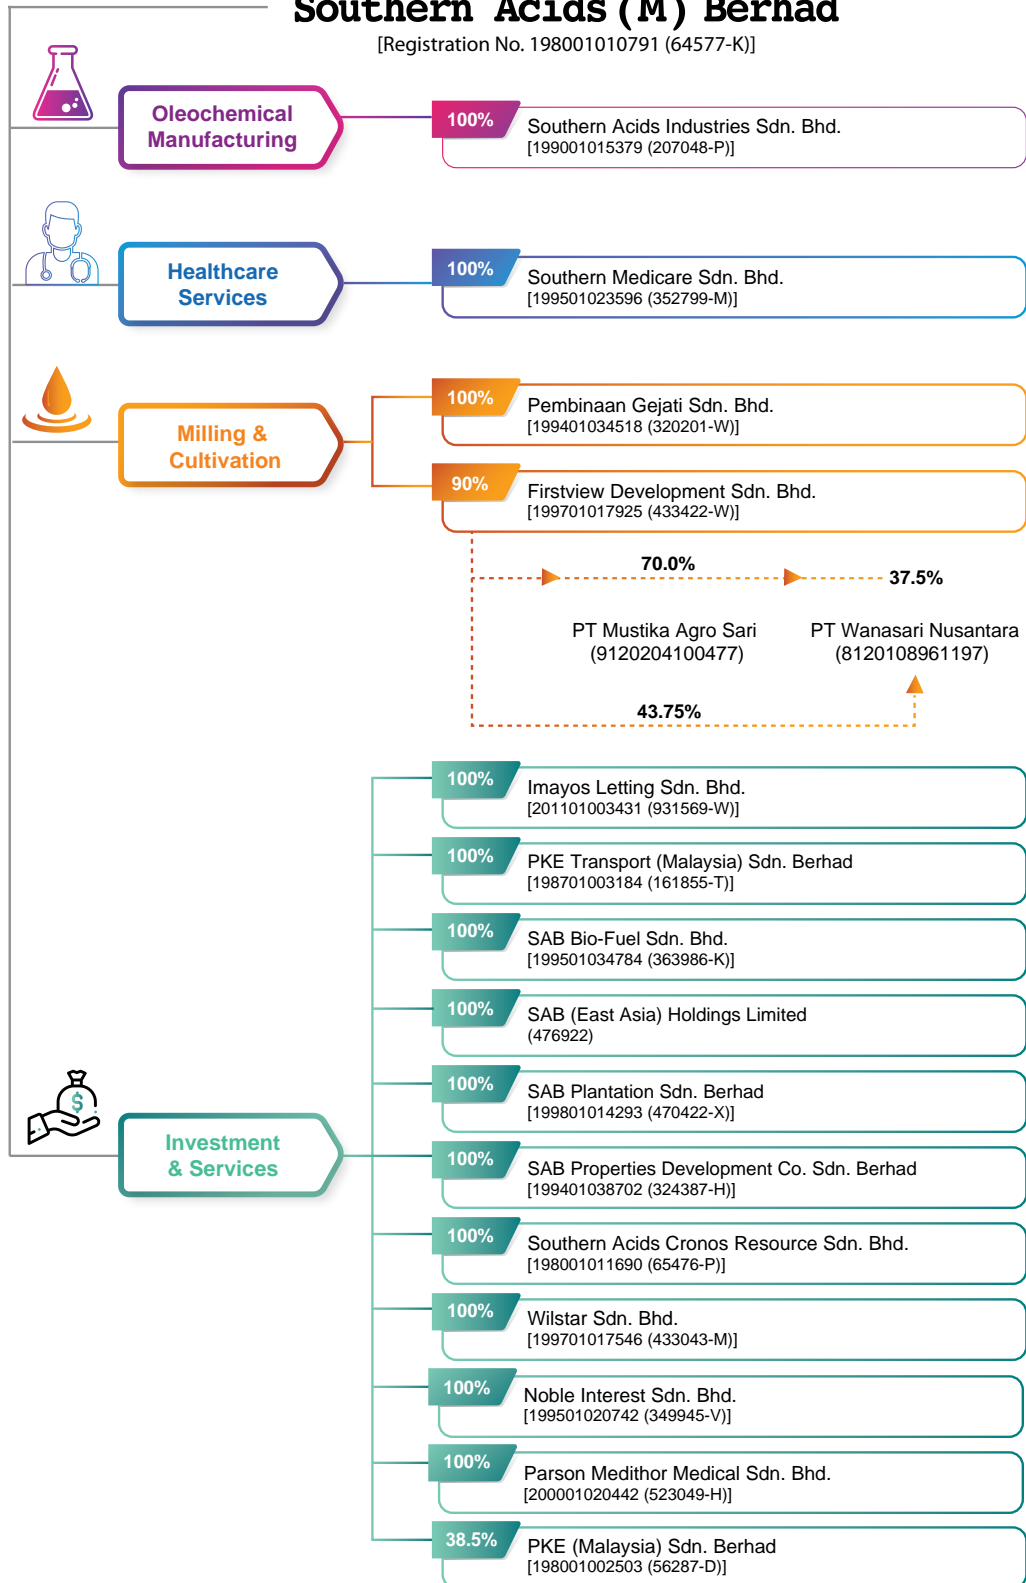 Southern Acids (M) Berhad
[Registration No. 198001010791 (64577-K)]
Oleochemical
Manufacturing
100%
Southern Acids Industries Sdn. Bhd.
[199001015379 (207048-P)]
Healthcare
Services
100%
Southern Medicare Sdn. Bhd.
[199501023596 (352799-M)]
Milling &
Cultivation
100%
Pembinaan Gejati Sdn. Bhd.
[199401034518 (320201-W)]
90%
Firstview Development Sdn. Bhd.
[199701017925 (433422-W)]
70.0%
37.5%
PT Mustika Agro Sari
(9120204100477)
PT Wanasari Nusantara
(8120108961197)
43.75%
Investment
& Services
100%
Imayos Letting Sdn. Bhd.
[201101003431 (931569-W)]
100%
PKE Transport (Malaysia) Sdn. Berhad
[198701003184 (161855-T)]
100%
SAB Bio-Fuel Sdn. Bhd.
[199501034784 (363986-K)]
100%
SAB (East Asia) Holdings Limited
(476922)
100%
SAB Plantation Sdn. Berhad
[199801014293 (470422-X)]
100%
SAB Properties Development Co. Sdn. Berhad
[199401038702 (324387-H)]
100%
Southern Acids Cronos Resource Sdn. Bhd.
[198001011690 (65476-P)]
100%
Wilstar Sdn. Bhd.
[199701017546 (433043-M)]
100%
Noble Interest Sdn. Bhd.
[199501020742 (349945-V)]
100%
Parson Medithor Medical Sdn. Bhd.
[200001020442 (523049-H)]
38.5%
PKE (Malaysia) Sdn. Berhad
[198001002503 (56287-D)]